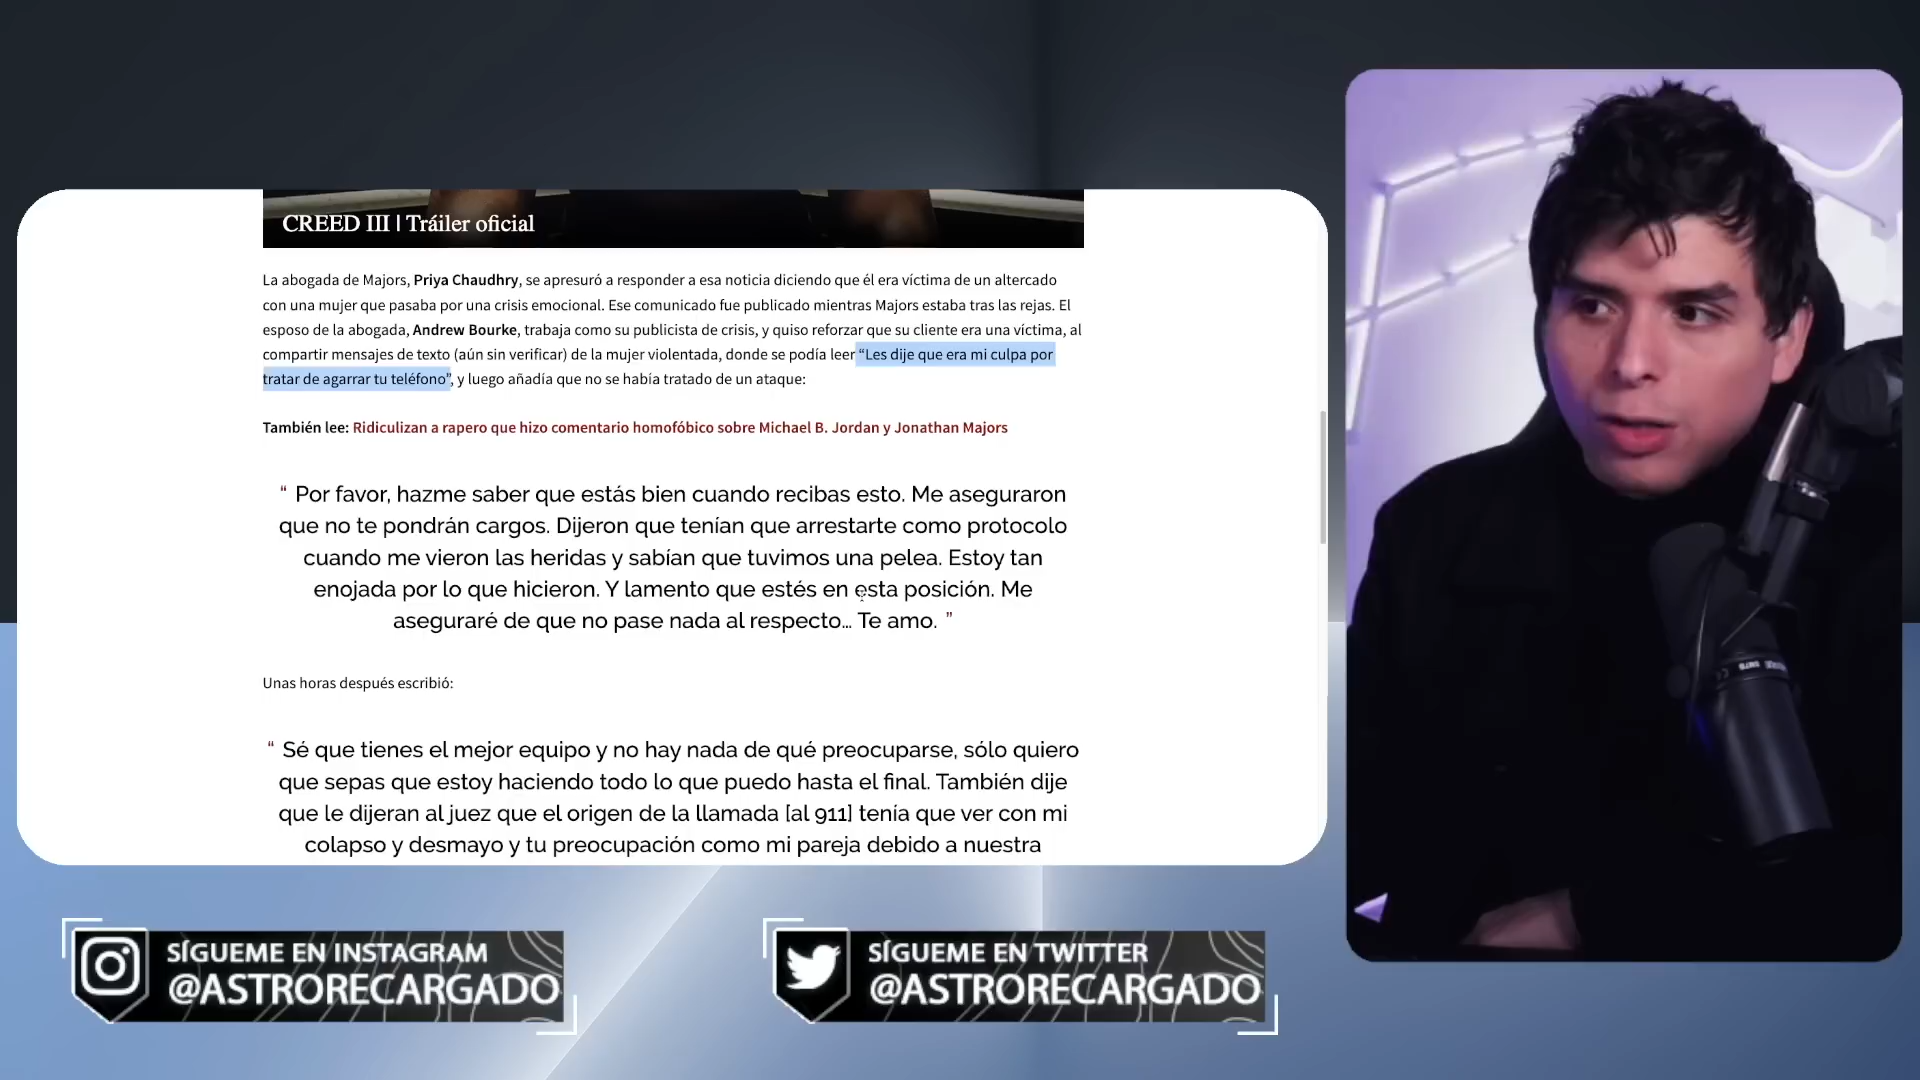 CREED III | Tráiler oficial
La abogada de Majors, Priya Chaudhry, se apresuró a responder a esa noticia diciendo que él era víctima de un altercado
con una mujer que pasaba por una crisis emocional. Ese comunicado fue publicado mientras Majors estaba tras las rejas. El
esposo de la abogada, Andrew Bourke, trabaja como su publicista de crisis, y quiso reforzar que su cliente era una víctima, al
compartir mensajes de texto (aún sin verificar) de la mujer violentada, donde se podía leer “Les dije que era mi culpa por
tratar de agarrar tu teléfono”, y luego añadía que no se había tratado de un ataque:
También lee: Ridiculizan a rapero que hizo comentario homofóbico sobre Michael B. Jordan y Jonathan Majors
“ Por favor, hazme saber que estás bien cuando recibas esto. Me aseguraron
que no te pondrán cargos. Dijeron que tenían que arrestarte como protocolo
cuando me vieron las heridas y sabían que tuvimos una pelea. Estoy tan
enojada por lo que hicieron. Y lamento que estés en esta posición. Me
aseguraré de que no pase nada al respecto… Te amo. ”
Unas horas después escribió:
“ Sé que tienes el mejor equipo y no hay nada de qué preocuparse, sólo quiero
que sepas que estoy haciendo todo lo que puedo hasta el final. También dije
que le dijeran al juez que el origen de la llamada [al 911] tenía que ver con mi
colapso y desmayo y tu preocupación como mi pareja debido a nuestra
SÍGUEME EN INSTAGRAM
@ASTRORECARGADO
SÍGUEME EN TWITTER
@ASTRORECARGADO